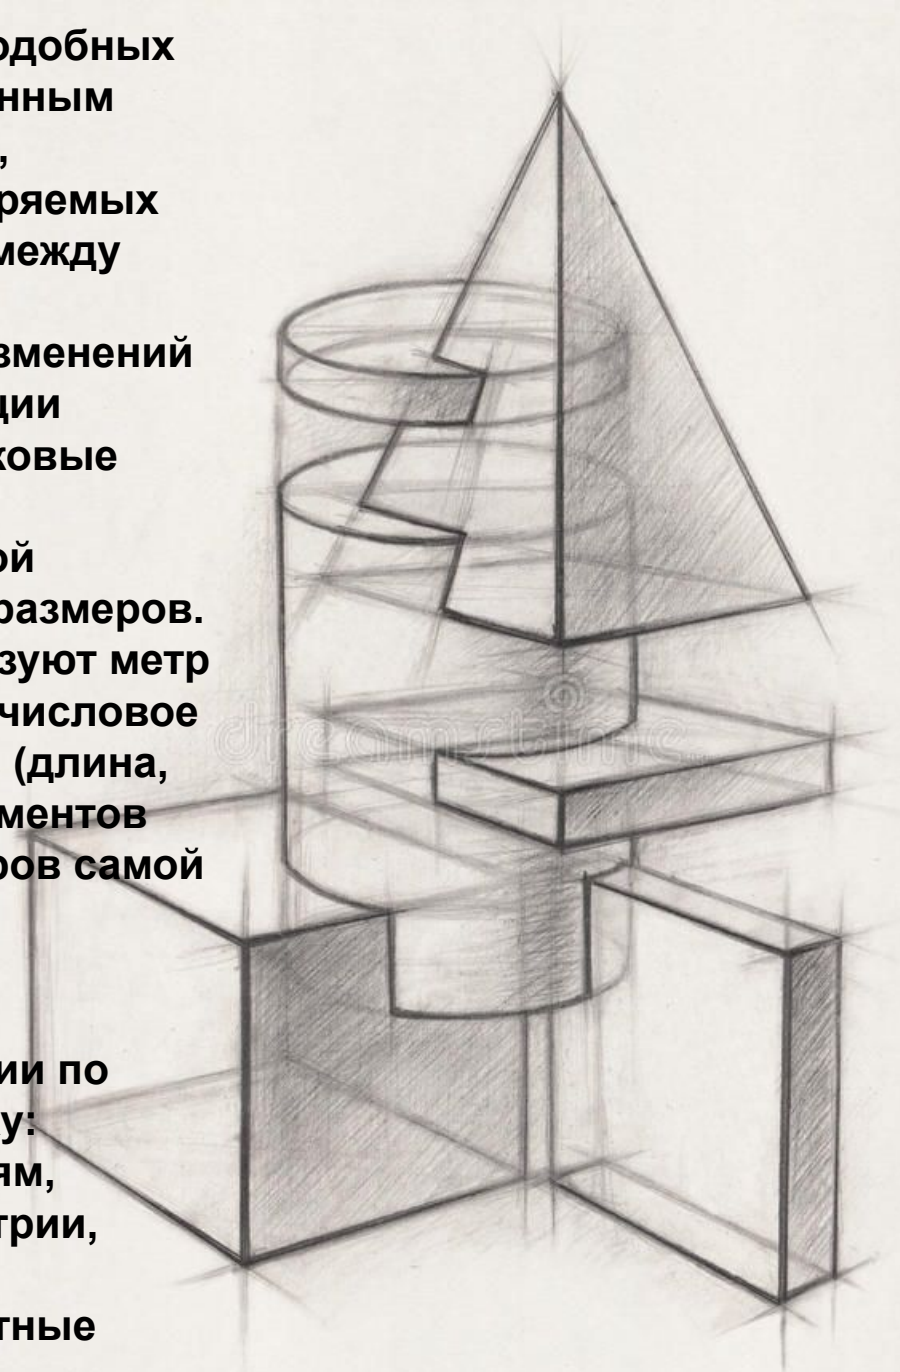 одобных
нным
,
ряемых
между
зменений
ции
ковые
ой
размеров.
зуют метр
числовое
(длина,
ментов
ров самой
dreamstime
ии по
у:
ям,
трии,
тные